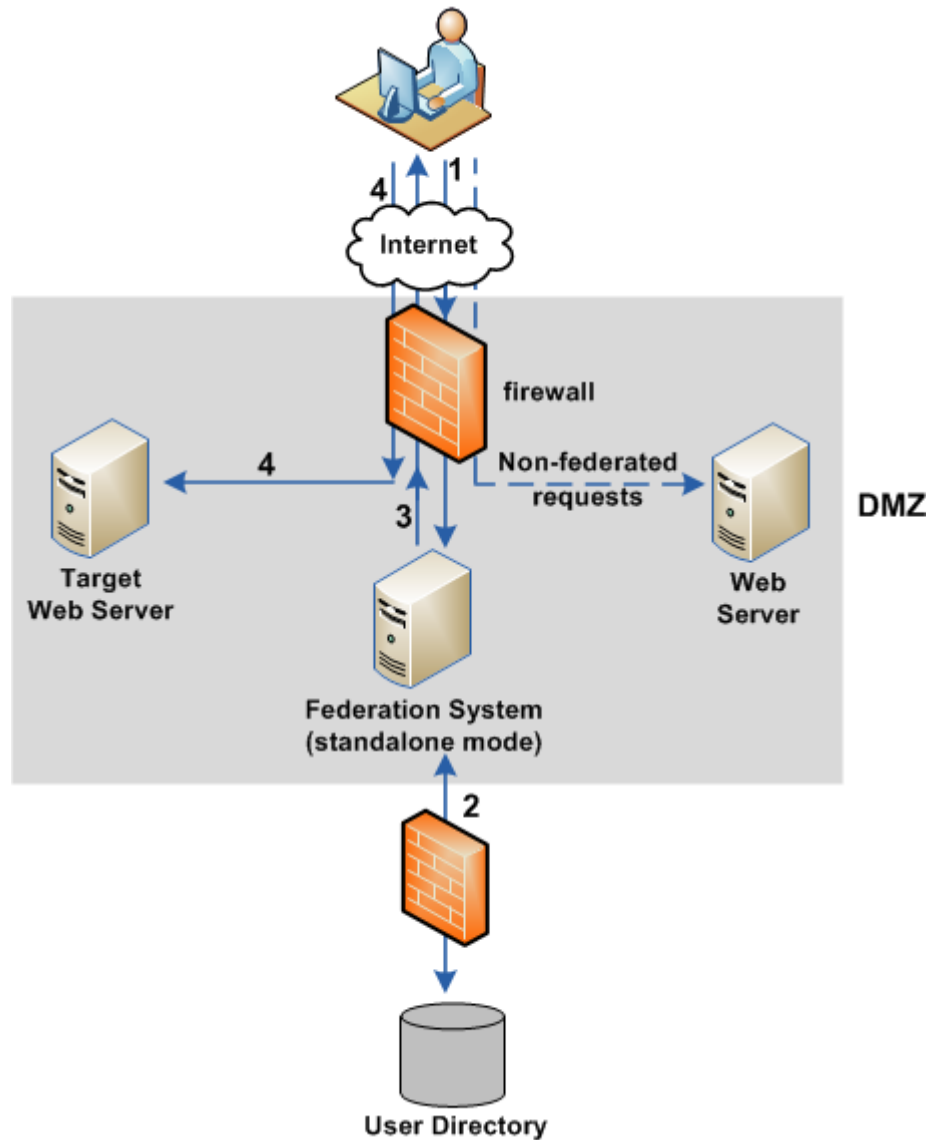 4
1
Internet
firewall
4
Non-federated
requests
3
DMZ
Target
Web Server
Web
Server
Federation System
(standalone mode)
2
User Directory